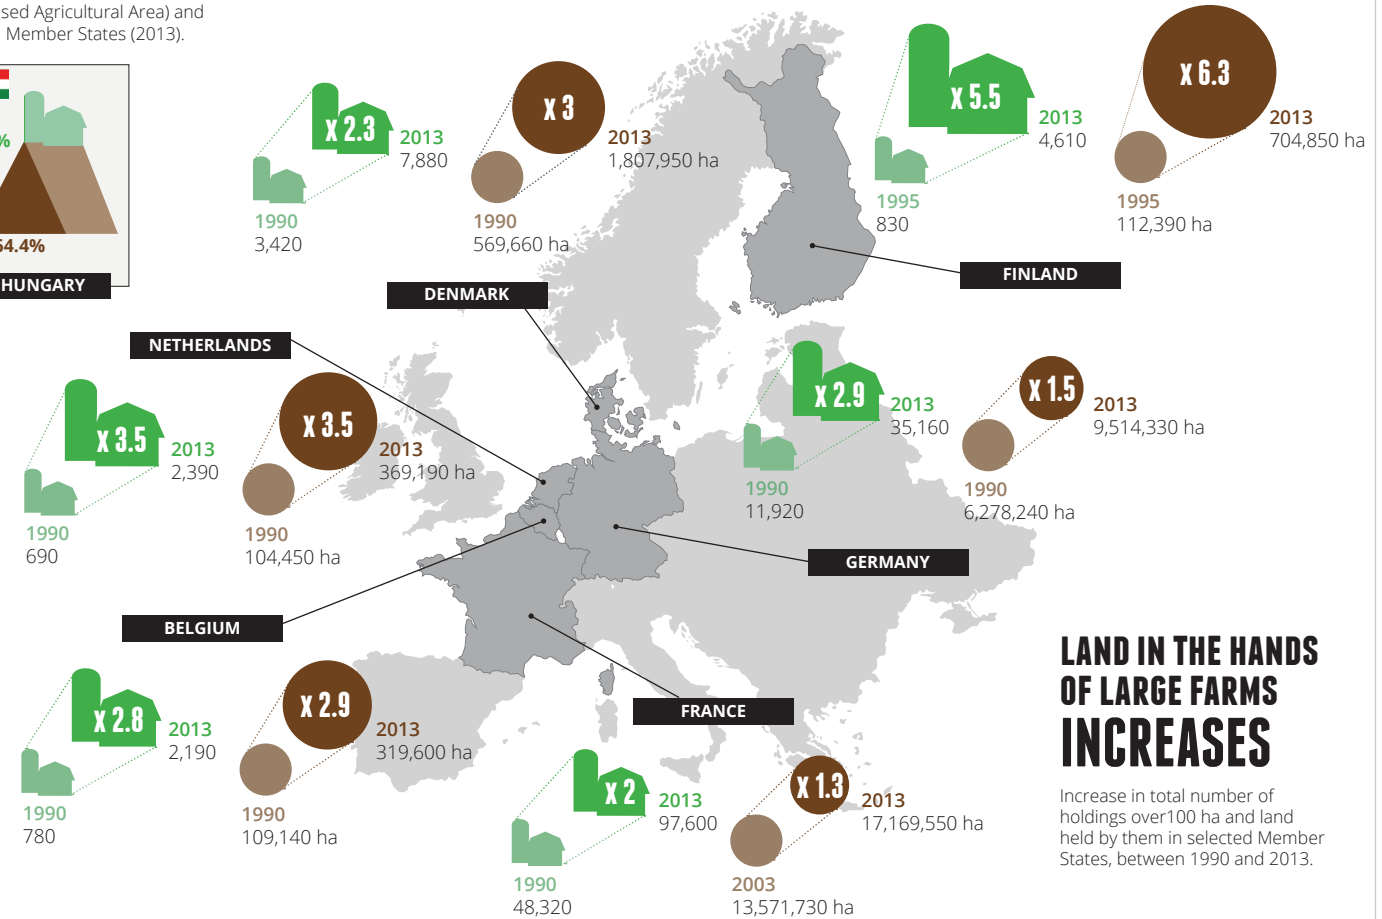 sed Agricultural Area) and
Member States (2013).
%
54.4%
HUNGARY
x 2.3
2013
7,880
1990
3,420
x 3
2013
1,807,950 ha
1990
569,660 ha
DENMARK
x 5.5
2013
4,610
1995
830
x 6.3
2013
704,850 ha
1995
112,390 ha
FINLAND
NETHERLANDS
x 3.5
2013
2,390
1990
690
x 3.5
2013
369,190 ha
1990
104,450 ha
x 2.9
2013
35,160
1990
11,920
x 1.5
2013
9,514,330 ha
1990
6,278,240 ha
GERMANY
BELGIUM
x 2.8
2013
2,190
1990
780
x 2.9
2013
319,600 ha
1990
109,140 ha
FRANCE
x 2
2013
97,600
1990
48,320
x 1.3
2013
17,169,550 ha
2003
13,571,730 ha
LAND IN THE HANDS
OF LARGE FARMS
INCREASES
Increase in total number of
holdings over100 ha and land
held by them in selected Member
States, between 1990 and 2013.